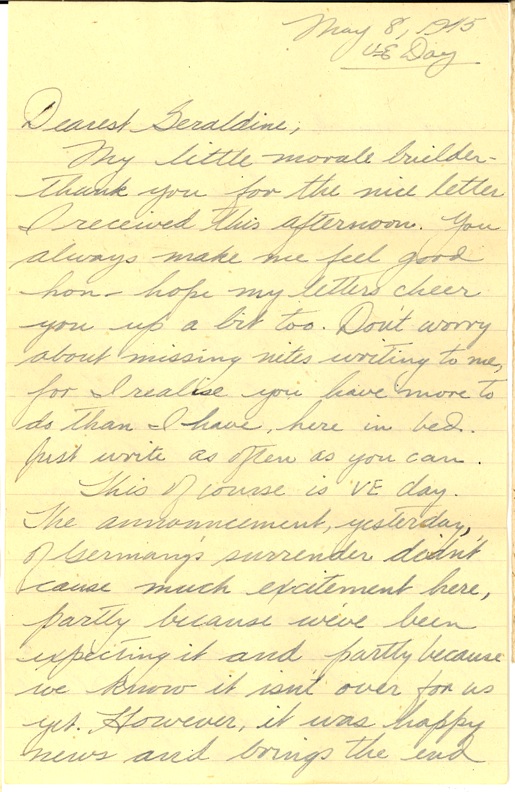 May 8, 1945
V-E Day
Dearest Geraldine,
My little morale builder-
thank you for the nice letter
I received this afternoon. You
always make me feel good
hon- hope my letters cheer
you up a bit too. Don't worry
about missing nites writing to me,
for I realise you have more to
do than I have, here in bed.
Just write as often as you can.
This of course is VE day.
The announcement, yesterday,
of Germany's surrender didn't
cause much excitement here,
partly because we've been
expecting it and partly because
we know it isn't over for us
yet. However, it was happy
news and brings the end